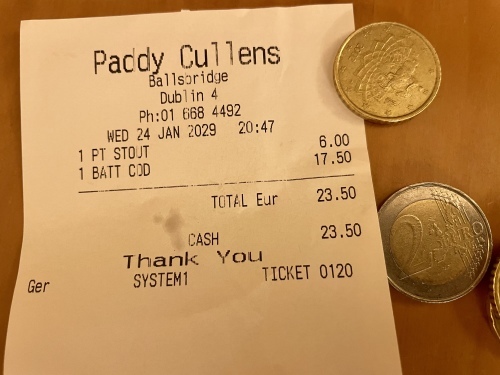 Paddy Cullens
Ballsbridge
Dublin 4
Ph:01 668 4492
WED 24 JAN 2029 20:47
1 PT STOUT 6.00
1 BATT COD 17.50
TOTAL Eur 23.50
CASH 23.50
Thank You
Ger SYSTEM1 TICKET 0120
2 EURO